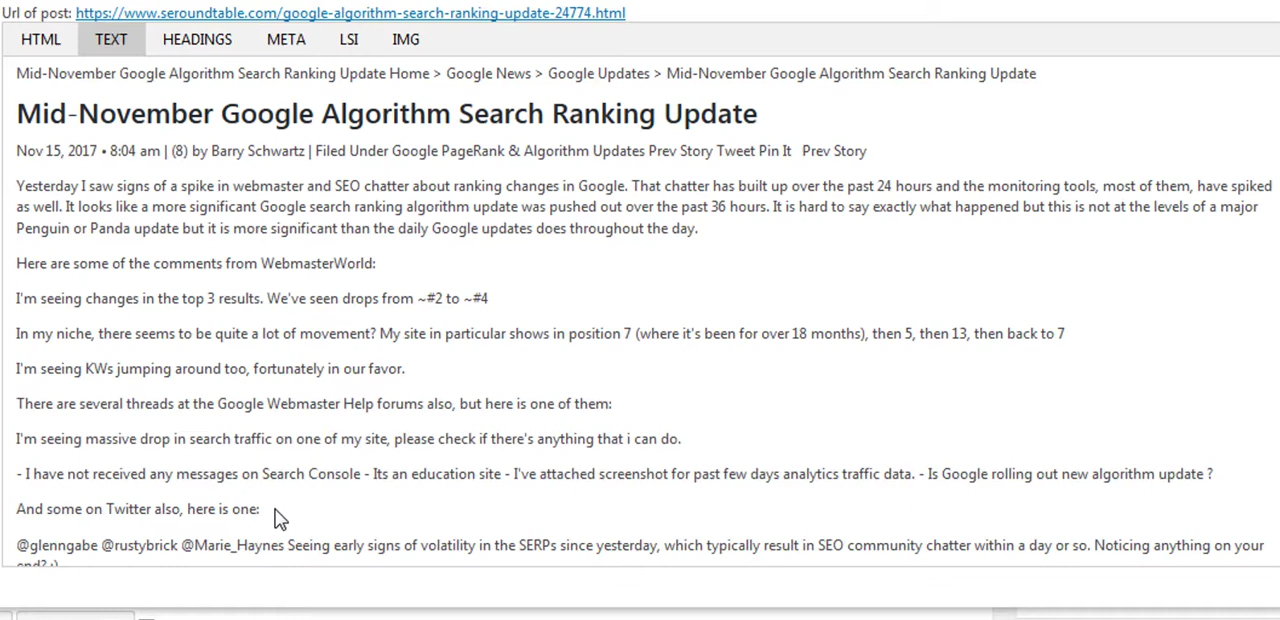 Url of post: https://www.seroundtable.com/google-algorithm-search-ranking-update-24774.html
HTML TEXT HEADINGS META LSI IMG
Mid-November Google Algorithm Search Ranking Update Home > Google News > Google Updates > Mid-November Google Algorithm Search Ranking Update
Mid-November Google Algorithm Search Ranking Update
Nov 15, 2017 • 8:04 am | (8) by Barry Schwartz | Filed Under Google PageRank & Algorithm Updates Prev Story Tweet Pin It Prev Story
Yesterday I saw signs of a spike in webmaster and SEO chatter about ranking changes in Google. That chatter has built up over the past 24 hours and the monitoring tools, most of them, have spiked
as well. It looks like a more significant Google search ranking algorithm update was pushed out over the past 36 hours. It is hard to say exactly what happened but this is not at the levels of a major
Penguin or Panda update but it is more significant than the daily Google updates does throughout the day.
Here are some of the comments from WebmasterWorld:
I'm seeing changes in the top 3 results. We've seen drops from ~#2 to ~#4
In my niche, there seems to be quite a lot of movement? My site in particular shows in position 7 (where it's been for over 18 months), then 5, then 13, then back to 7
I'm seeing KWs jumping around too, fortunately in our favor.
There are several threads at the Google Webmaster Help forums also, but here is one of them:
I'm seeing massive drop in search traffic on one of my site, please check if there's anything that i can do.
- I have not received any messages on Search Console - Its an education site - I've attached screenshot for past few days analytics traffic data. - Is Google rolling out new algorithm update ?
And some on Twitter also, here is one:
@glenngabe @rustybrick @Marie_Haynes Seeing early signs of volatility in the SERPs since yesterday, which typically result in SEO community chatter within a day or so. Noticing anything on your
end? :)